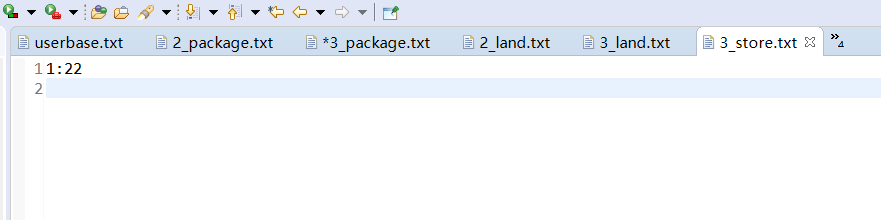 userbase.txt 2_package.txt *3_package.txt 2_land.txt 3_land.txt 3_store.txt »4
1 1:22
2